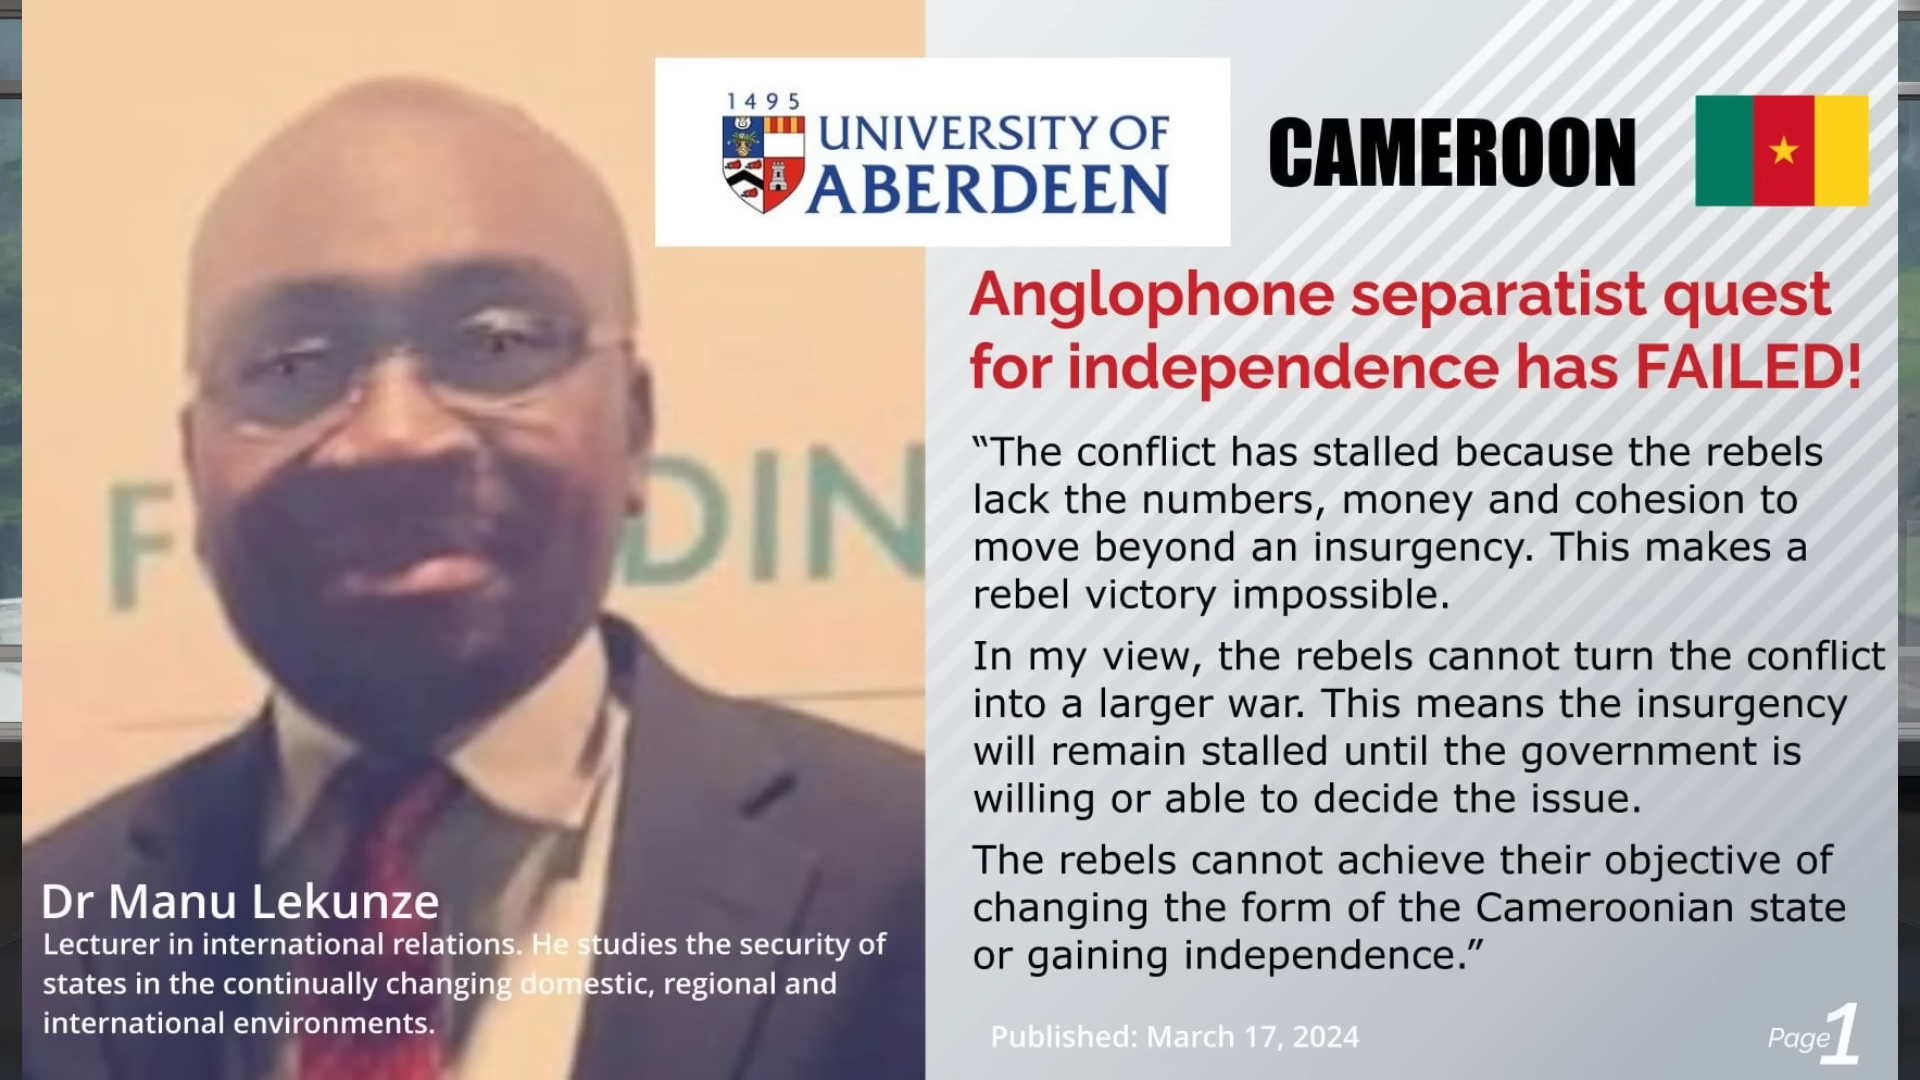 1495
UNIVERSITY OF
ABERDEEN
CAMEROON
Anglophone separatist quest
for independence has FAILED!
“The conflict has stalled because the rebels
lack the numbers, money and cohesion to
move beyond an insurgency. This makes a
rebel victory impossible.
In my view, the rebels cannot turn the conflict
into a larger war. This means the insurgency
will remain stalled until the government is
willing or able to decide the issue.
The rebels cannot achieve their objective of
changing the form of the Cameroonian state
or gaining independence.”
F
DIN
Dr Manu Lekunze
Lecturer in international relations. He studies the security of
states in the continually changing domestic, regional and
international environments.
Published: March 17, 2024
Page 1